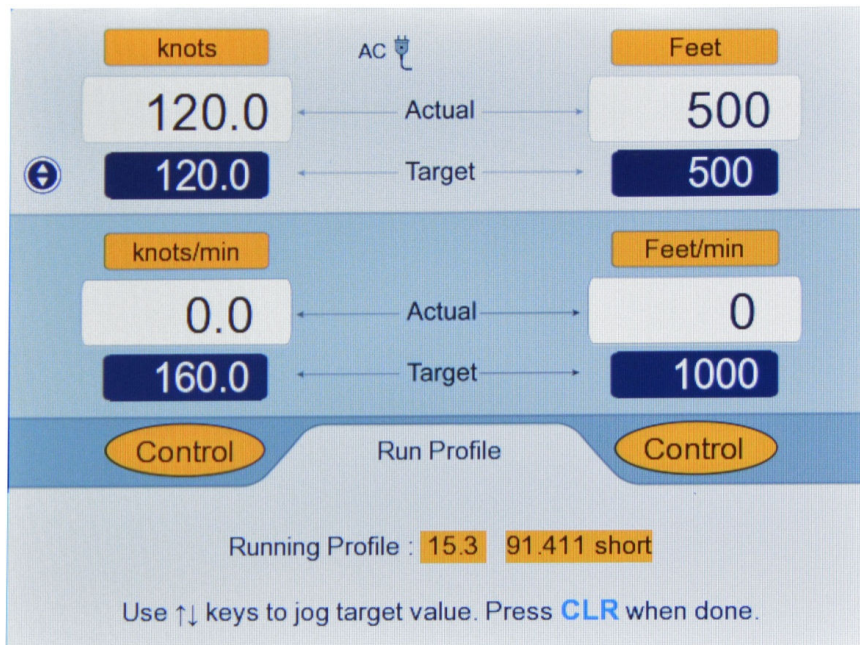 knots AC Feet
120.0 Actual 500
120.0 Target 500
knots/min Feet/min
0.0 Actual 0
160.0 Target 1000
Control Run Profile Control
Running Profile : 15.3 91.411 short
Use ↑↓ keys to jog target value. Press CLR when done.